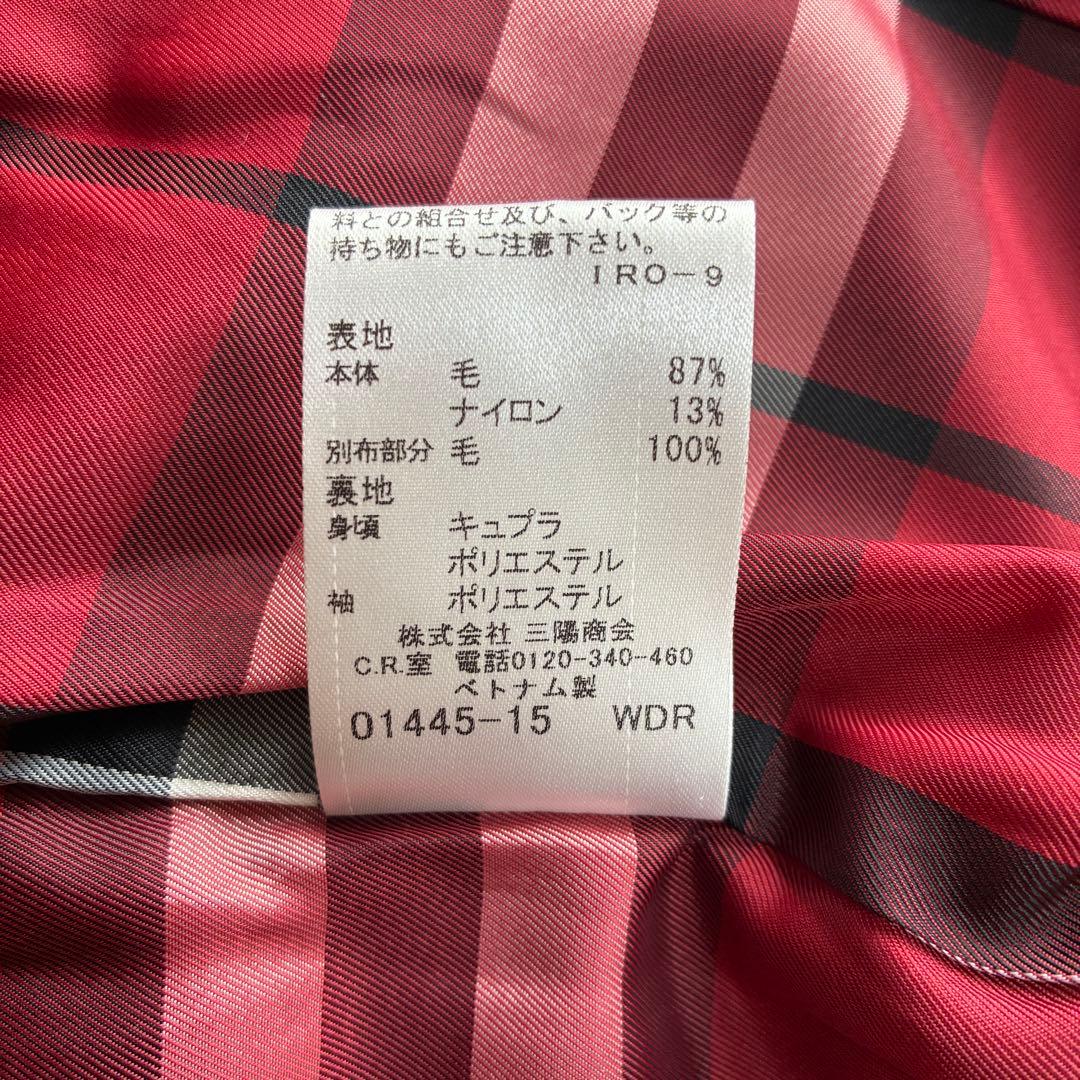 料との組合せ及び、バック等の
持ち物にもご注意下さい。
IRO-9
表地
本体 毛 87%
ナイロン 13%
別布部分 毛 100%
裏地
身頃 キュプラ
ポリエステル
袖 ポリエステル
株式会社 三陽商会
C.R.室 電話0120-340-460
ベトナム製
01445-15 WDR